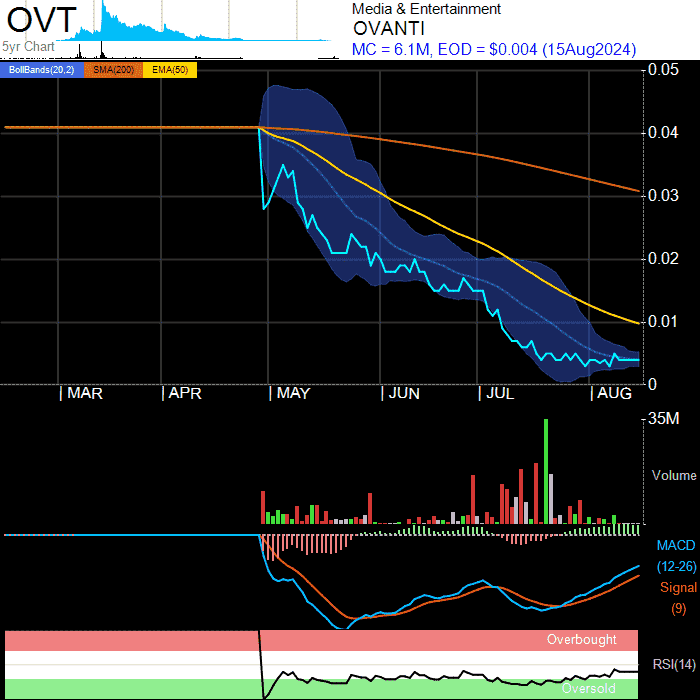 OVT
Media & Entertainment
OVANTI
5yr Chart
MC = 6.1M, EOD = $0.004 (15Aug2024)
BollBands(20,2) SMA(200) EMA(50)
0.05
0.04
0.03
0.02
0.01
0
MAR APR MAY JUN JUL AUG
35M
Volume
MACD
(12-26)
Signal
(9)
Overbought
RSI(14)
Oversold